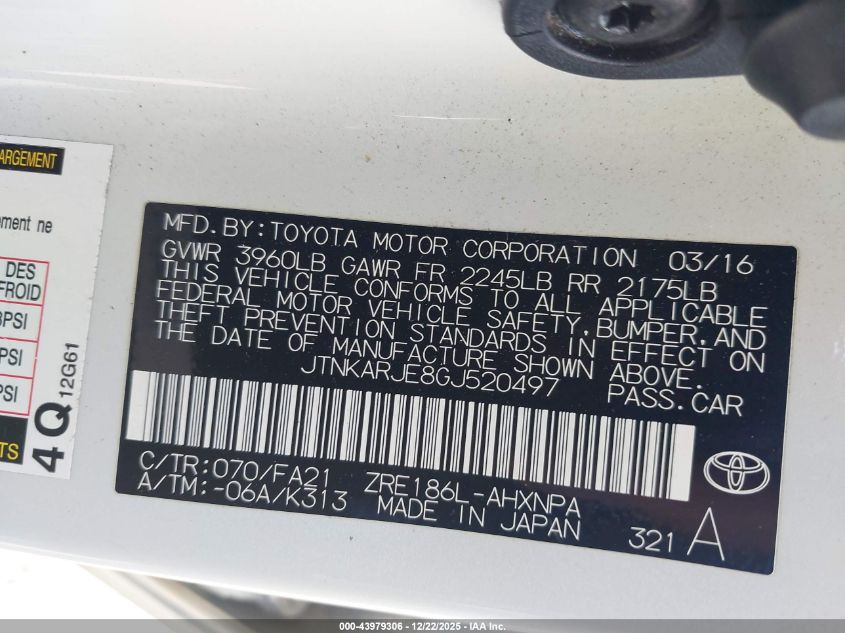 ARGEMENT
ement ne
DES
FROID
PSI
PSI
PSI
TS
4Q
12G61
MFD.BY:TOYOTA MOTOR CORPORATION 03/16
GVWR 3960LB GAWR FR 2245LB RR 2175LB
THIS VEHICLE CONFORMS TO ALL APPLICABLE
FEDERAL MOTOR VEHICLE SAFETY,BUMPER,AND
THEFT PREVENTION STANDARDS IN EFFECT ON
THE DATE OF MANUFACTURE SHOWN ABOVE.
JTNKARJE8GJ520497 PASS.CAR
C/TR:070/FA21 ZRE186L-AHXNPA
A/TM:-06A/K313 MADE IN JAPAN 321 A
000-43979306 - 12/22/2025 - IAA Inc.